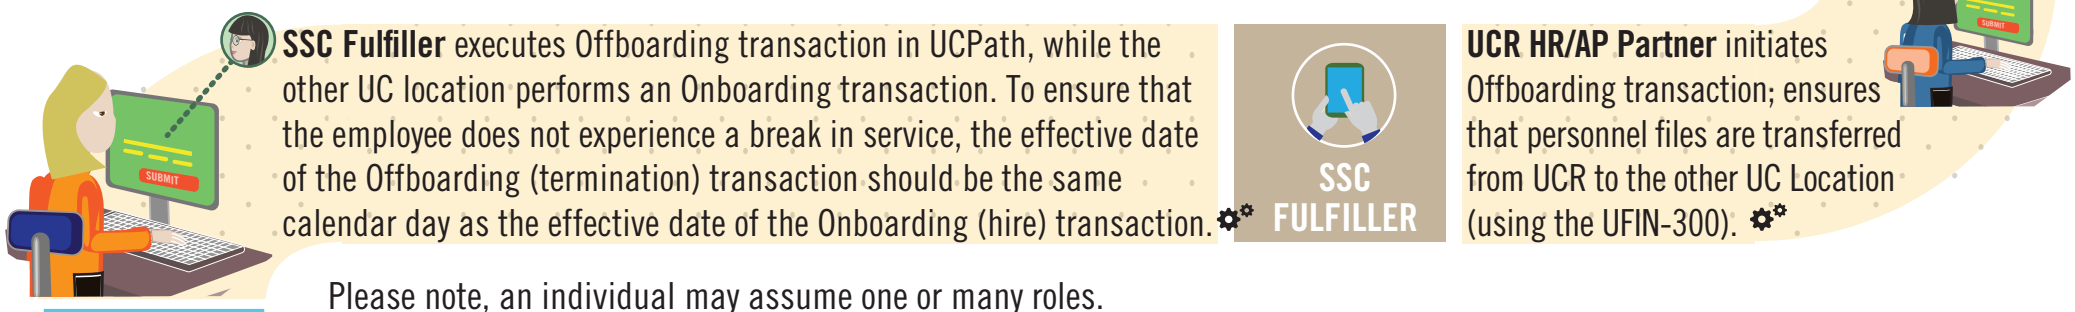 SSC Fulfiller executes Offboarding transaction in UCPath, while the
other UC location performs an Onboarding transaction. To ensure that
the employee does not experience a break in service, the effective date
of the Offboarding (termination) transaction should be the same
calendar day as the effective date of the Onboarding (hire) transaction.
SUBMIT
SSC
FULFILLER
UCR HR/AP Partner initiates
Offboarding transaction; ensures
that personnel files are transferred
from UCR to the other UC Location
(using the UFIN-300).
SUBMIT
Please note, an individual may assume one or many roles.